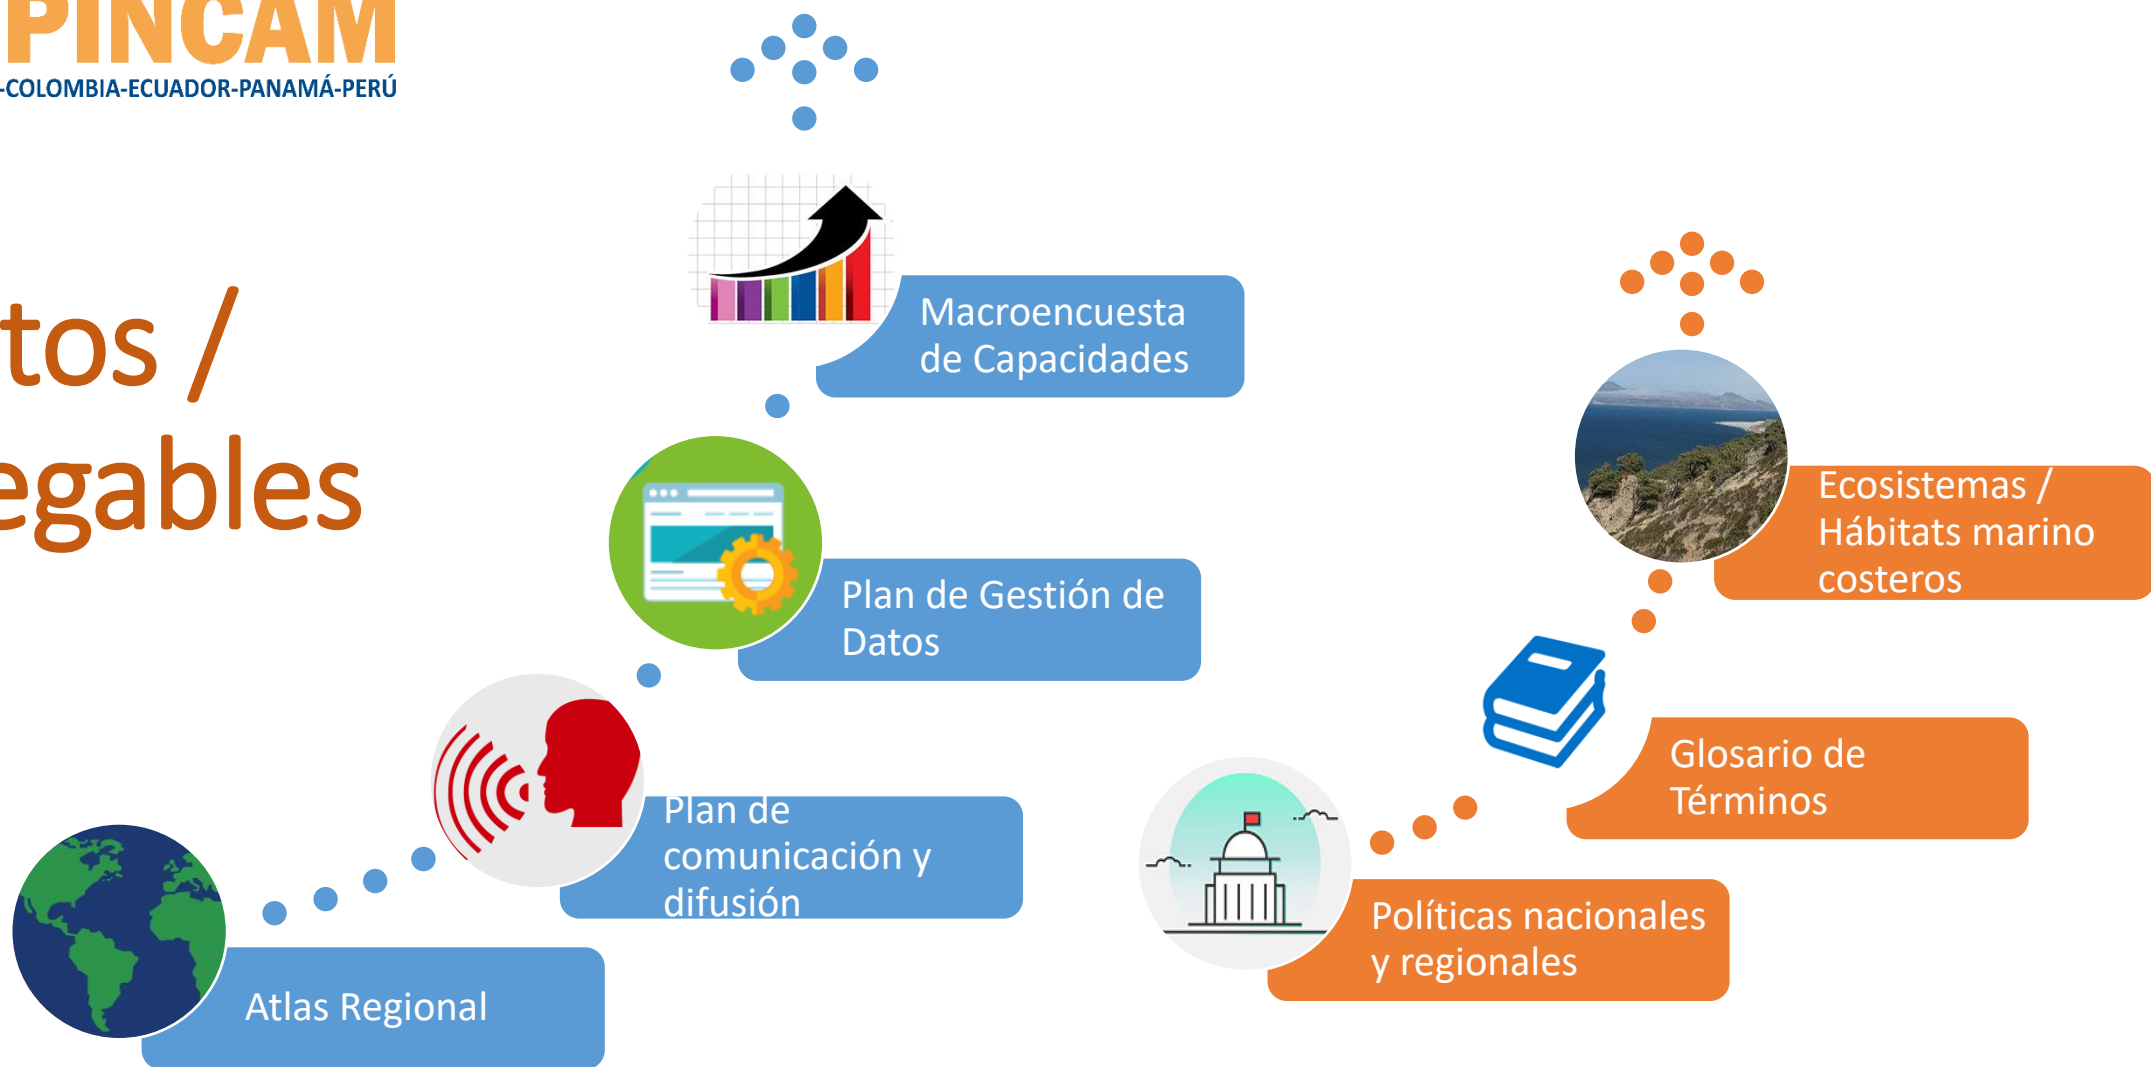 PINCAM
-COLOMBIA-ECUADOR-PANAMÁ-PERÚ
tos /
egables
Macroencuesta
de Capacidades
Plan de Gestión de
Datos
Plan de
comunicación y
difusión
Atlas Regional
Ecosistemas /
Hábitats marino
costeros
Glosario de
Términos
Políticas nacionales
y regionales